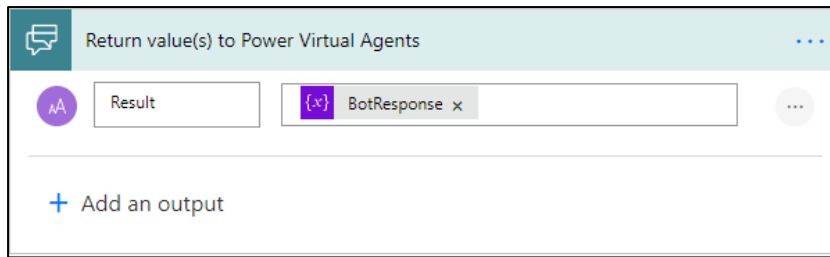 Return value(s) to Power Virtual Agents
AA Result {x} BotResponse ×
+ Add an output